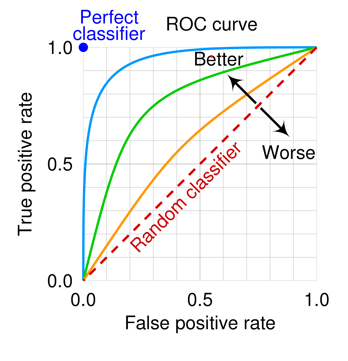 Perfect
classifier
ROC curve
1.0
Better
Worse
0.5
Random classifier
True positive rate
0.0
0.0
0.5
1.0
False positive rate